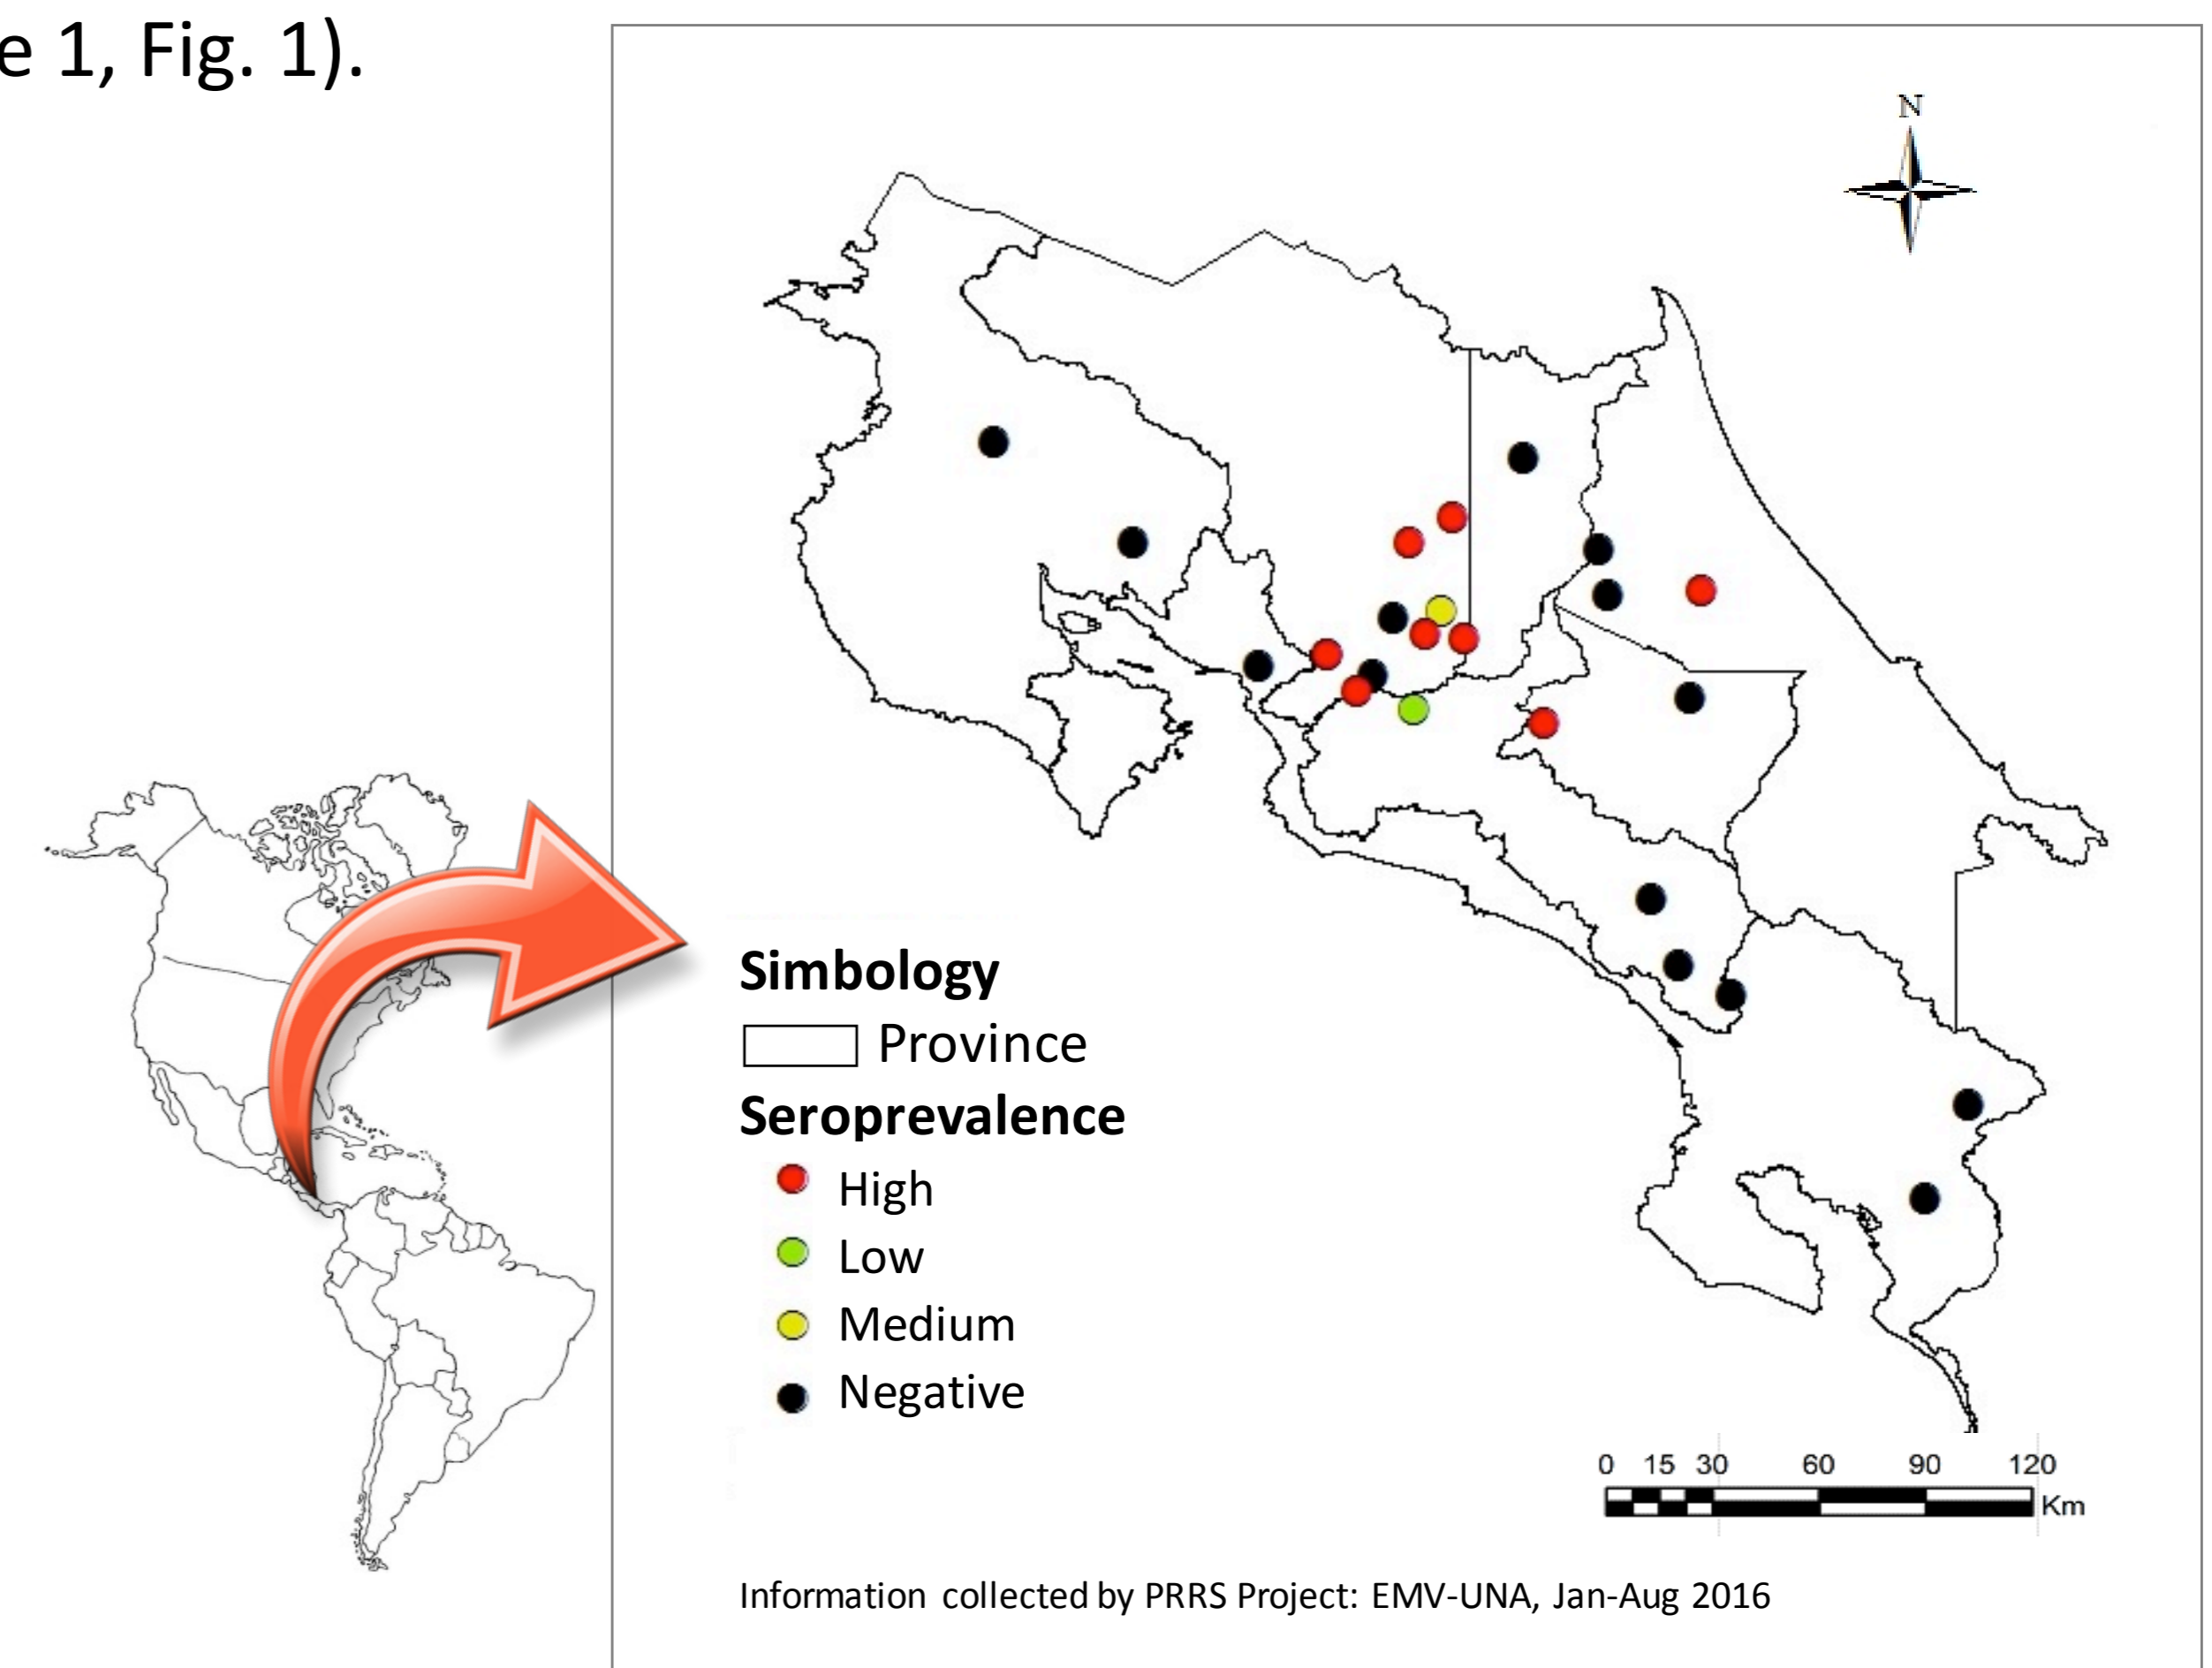 e 1, Fig. 1).
N
Simbology
Province
Seroprevalence
High
Low
Medium
Negative
0 15 30 60 90 120
Km
Information collected by PRRS Project: EMV-UNA, Jan-Aug 2016